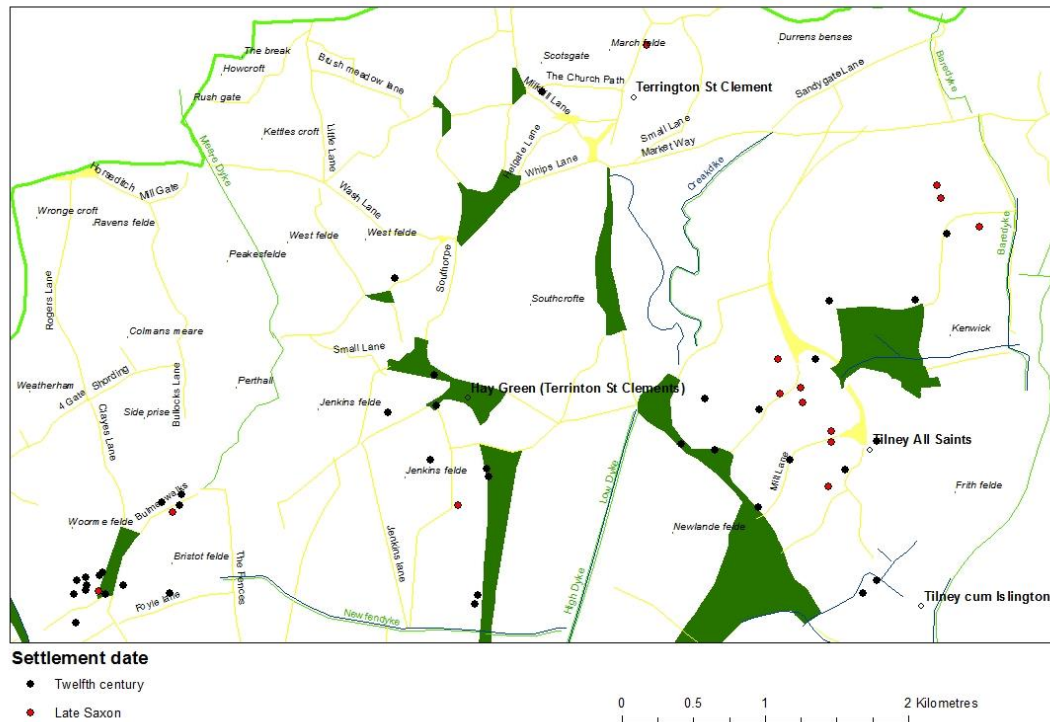 The break
Howcroft
Brush meadow lane
Rush gate
Kettles croft
Little Lane
Meare Dyke
Scotsgate
March felde
Durrens benses
The Church Path
Milkhill Lane
Terrington St Clement
Sandygate Lane
Baredyke
Small Lane
Market Way
Helgate Lane
Whips Lane
Creakdike
Horseditch
Mill Gate
Wronge croft
Ravens felde
Wash Lane
West felde
West felde
Peakesfelde
Southorpe
Baredyke
Rogers Lane
Southcrofte
Colmans meare
Kenwick
Small Lane
Weatherham
4 Gate Shording
Perthall
Hay Green (Terrinton St Clements)
Side prise
Bullocks Lane
Jenkins felde
Clayes Lane
Tilney All Saints
Mill Lane
Jenkins felde
Low Dyke
Frith felde
Woorme felde
Newlande felde
Bristol felde
Jenkins lane
The Fences
High Dyke
Foyle lane
Newfendyke
Tilney cum Islington
Settlement date
Twelfth century
Late Saxon
0 0.5 1 2 Kilometres